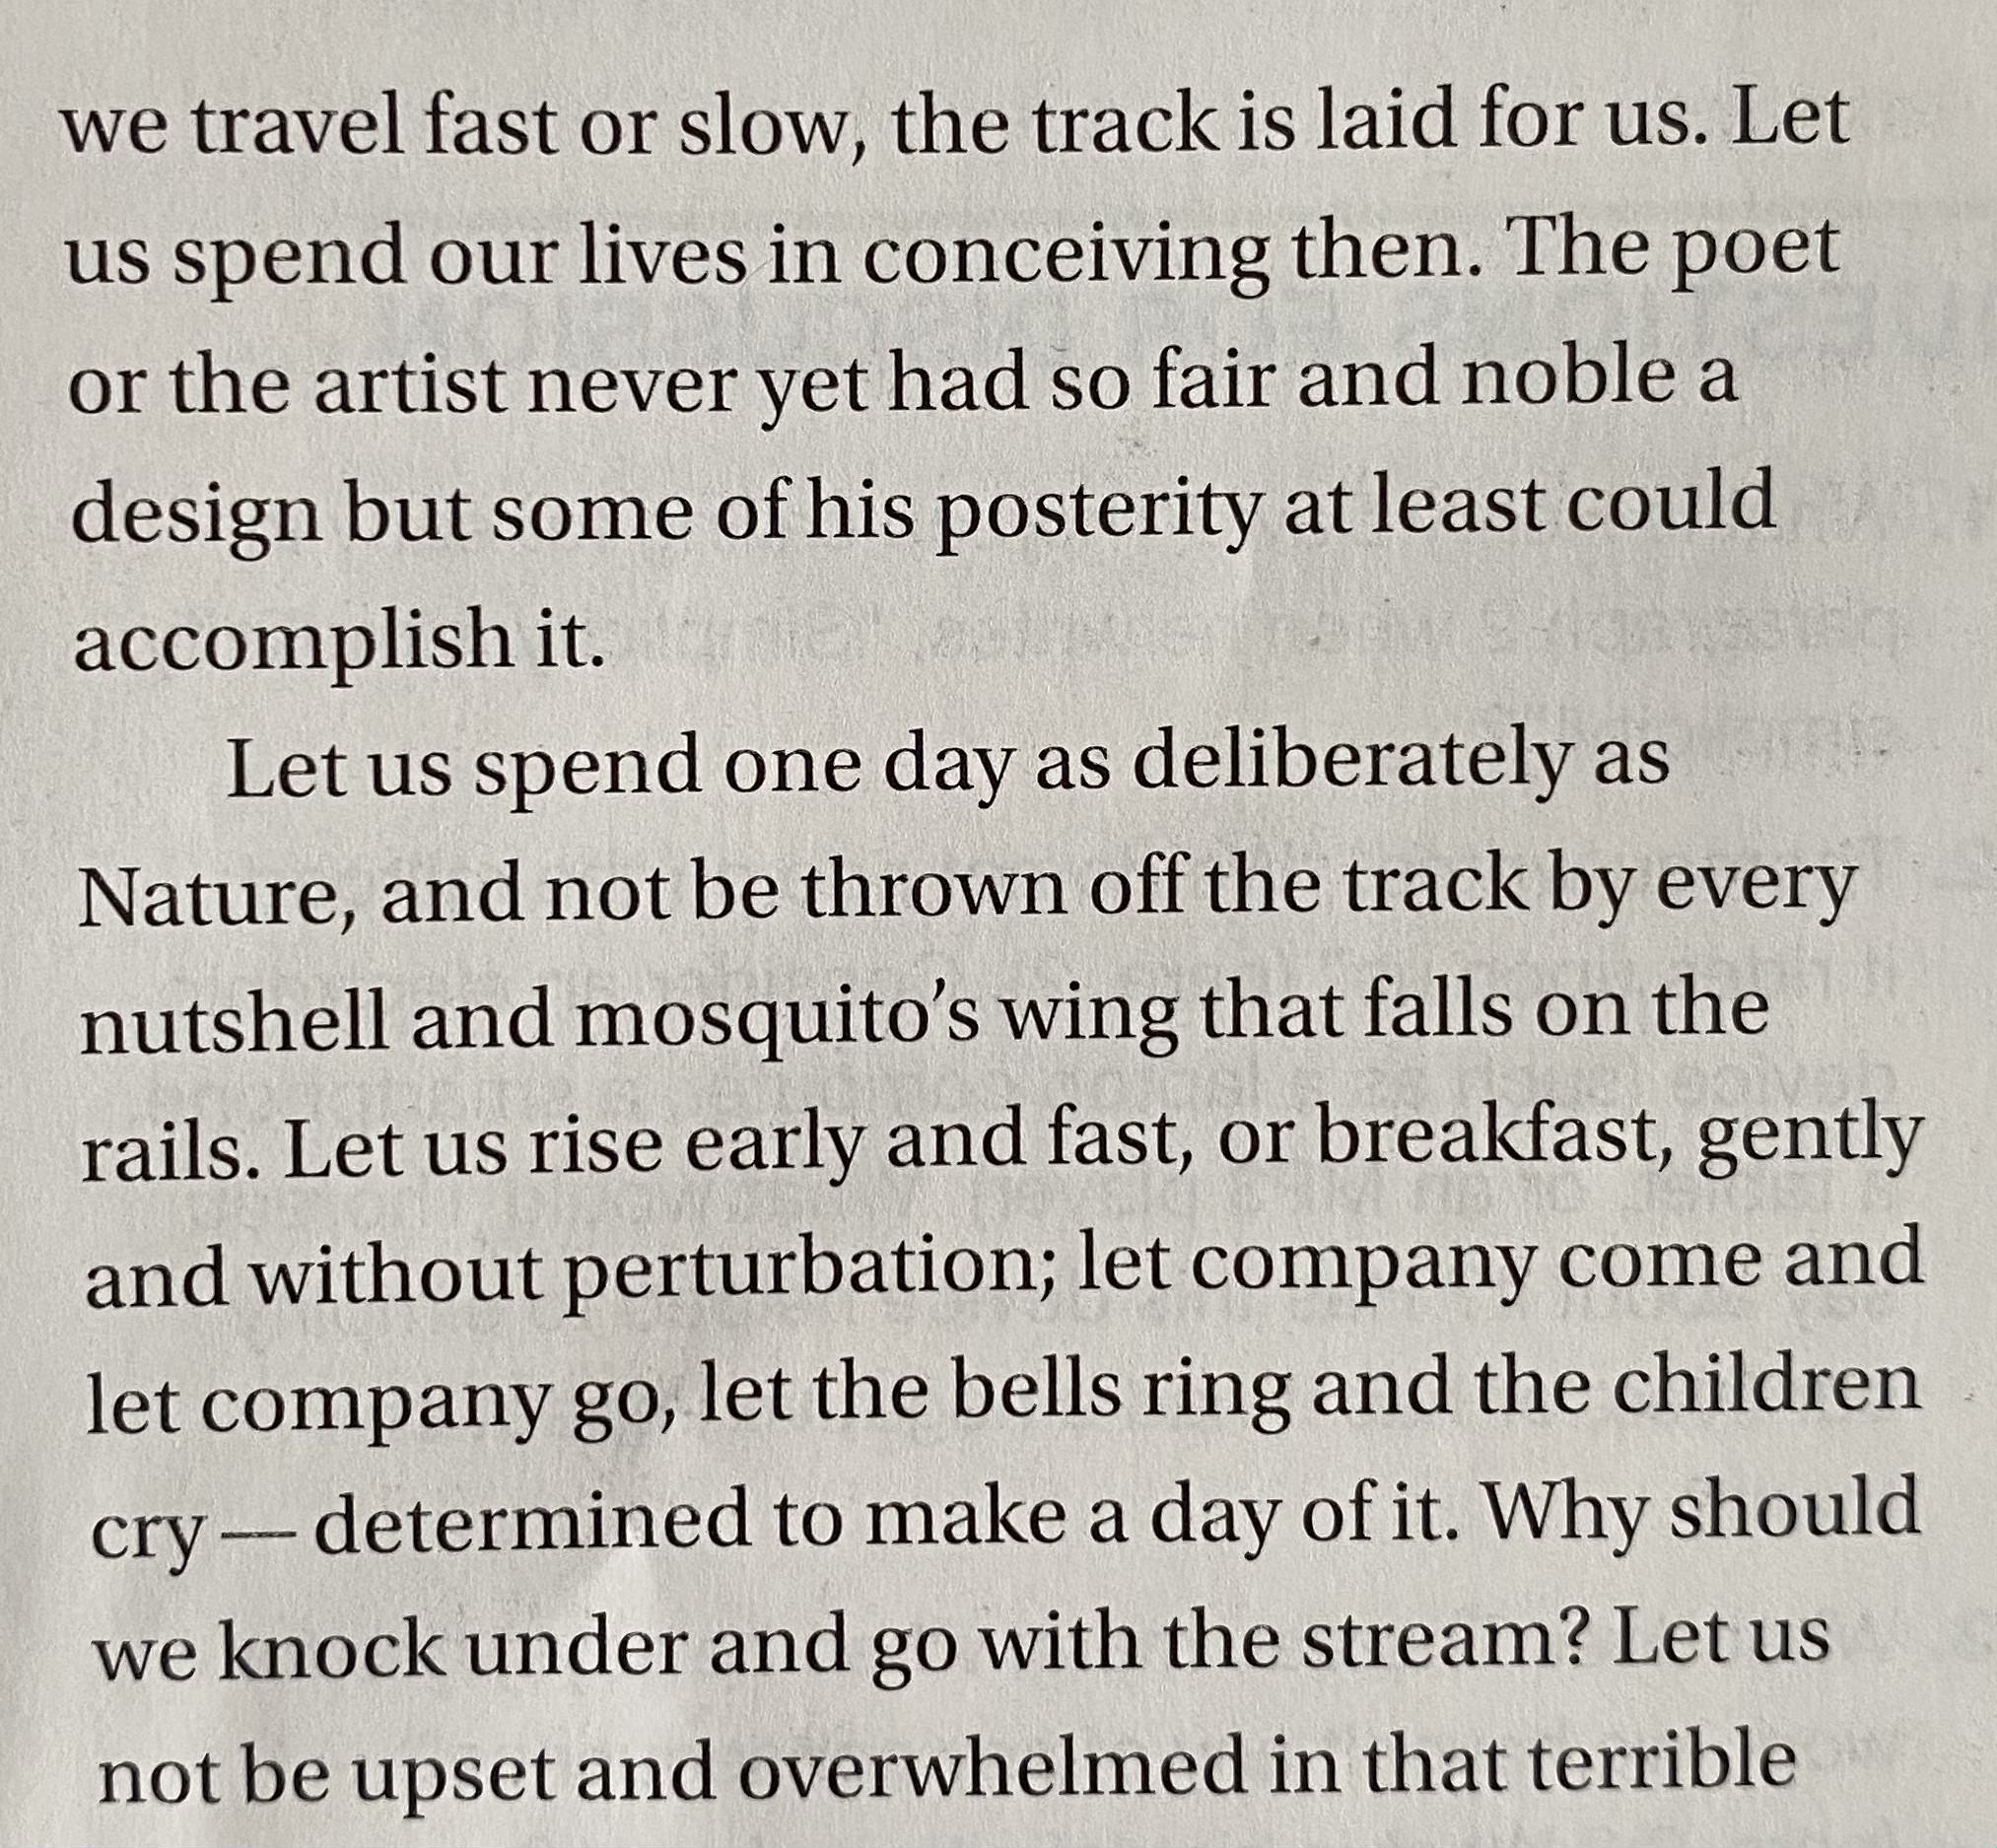 we travel fast or slow, the track is laid for us. Let
us spend our lives in conceiving then. The poet
or the artist never yet had so fair and noble a
design but some of his posterity at least could
accomplish it.
Let us spend one day as deliberately as
Nature, and not be thrown off the track by every
nutshell and mosquito’s wing that falls on the
rails. Let us rise early and fast, or breakfast, gently
and without perturbation; let company come and
let company go, let the bells ring and the children
cry — determined to make a day of it. Why should
we knock under and go with the stream? Let us
not be upset and overwhelmed in that terrible